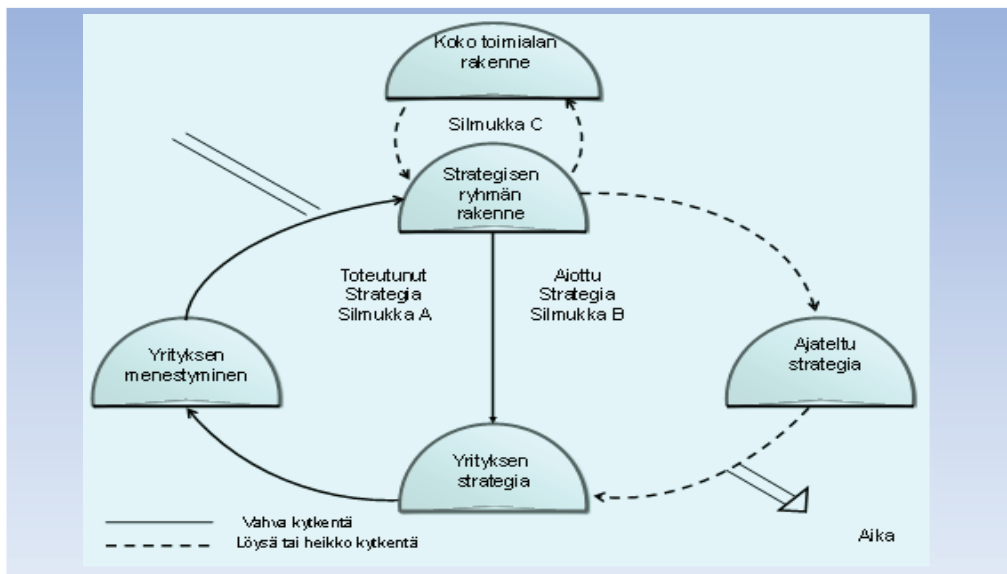 Koko toimialan
rakenne
Silmukka C
Strategisen
ryhmän
rakenne
Toteutunut
Strategia
Silmukka A
Aiottu
Strategia
Silmukka B
Yrityksen
menestyminen
Ajateltu
strategia
Yrityksen
strategia
Vahva kytkentä
Löysä tai heikko kytkentä
Aika